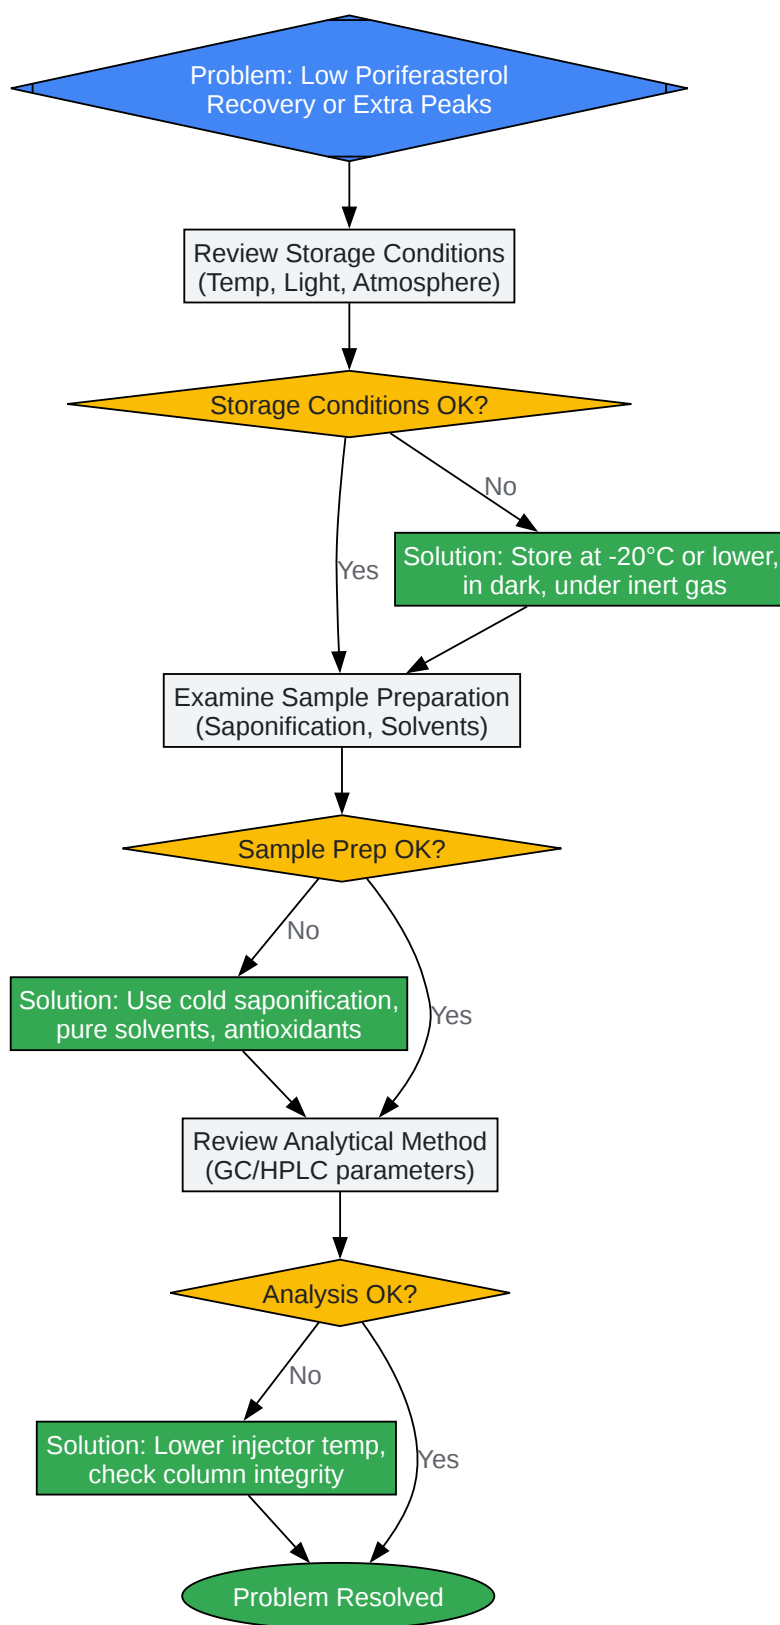 Problem: Low Poriferasterol
Recovery or Extra Peaks
Review Storage Conditions
(Temp, Light, Atmosphere)
Storage Conditions OK?
No
Solution: Store at -20°C or lower,
in dark, under inert gas
Yes
Examine Sample Preparation
(Saponification, Solvents)
Sample Prep OK?
No
Solution: Use cold saponification,
pure solvents, antioxidants
Yes
Review Analytical Method
(GC/HPLC parameters)
Analysis OK?
No
Solution: Lower injector temp,
check column integrity
Yes
Problem Resolved